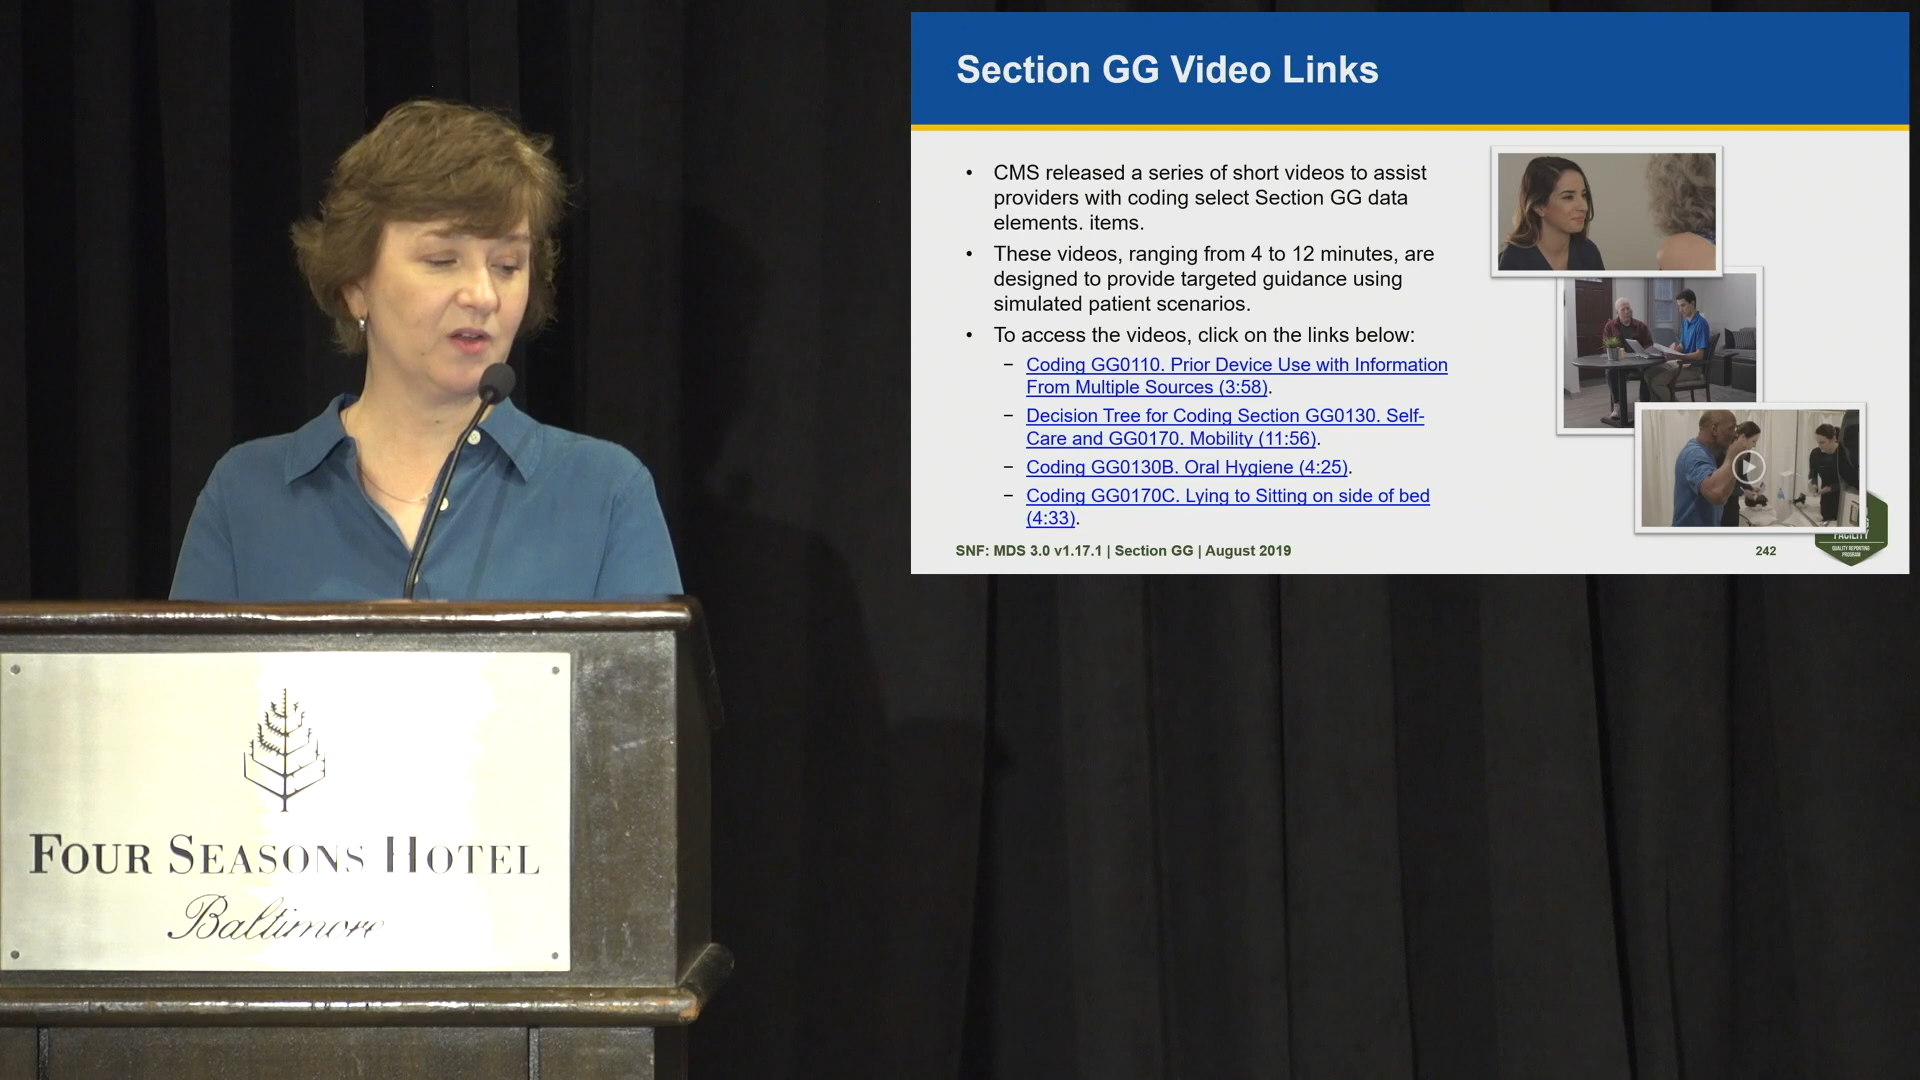 Section GG Video Links
• CMS released a series of short videos to assist
providers with coding select Section GG data
elements. items.
• These videos, ranging from 4 to 12 minutes, are
designed to provide targeted guidance using
simulated patient scenarios.
• To access the videos, click on the links below:
− Coding GG0110. Prior Device Use with Information
From Multiple Sources (3:58).
− Decision Tree for Coding Section GG0130. Self-
Care and GG0170. Mobility (11:56).
− Coding GG0130B. Oral Hygiene (4:25).
− Coding GG0170C. Lying to Sitting on side of bed
(4:33).
SNF: MDS 3.0 v1.17.1 | Section GG | August 2019
242
FACILITY
QUALITY REPORTING
PROGRAM
FOUR SEASONS HOTEL
Baltimore